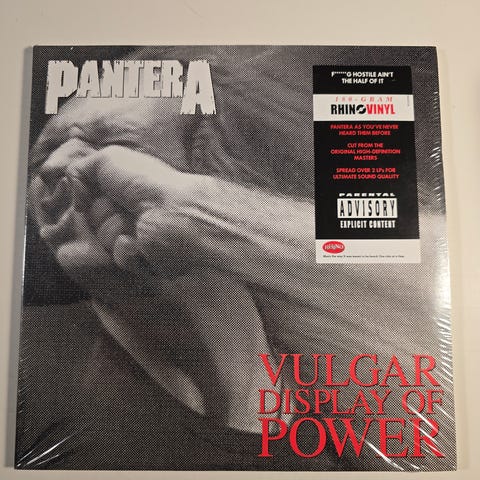 PANTERA
F*****G HOSTILE AIN'T
THE HALF OF IT
180-GRAM
RHINO VINYL
PANTERA AS YOU'VE NEVER
HEARD THEM BEFORE
CUT FROM THE
ORIGINAL HIGH-DEFINITION
MASTERS
SPREAD OVER 2 LPs FOR
ULTIMATE SOUND QUALITY
PARENTAL
ADVISORY
EXPLICIT CONTENT
RHINO
VULGAR
DISPLAY OF
POWER